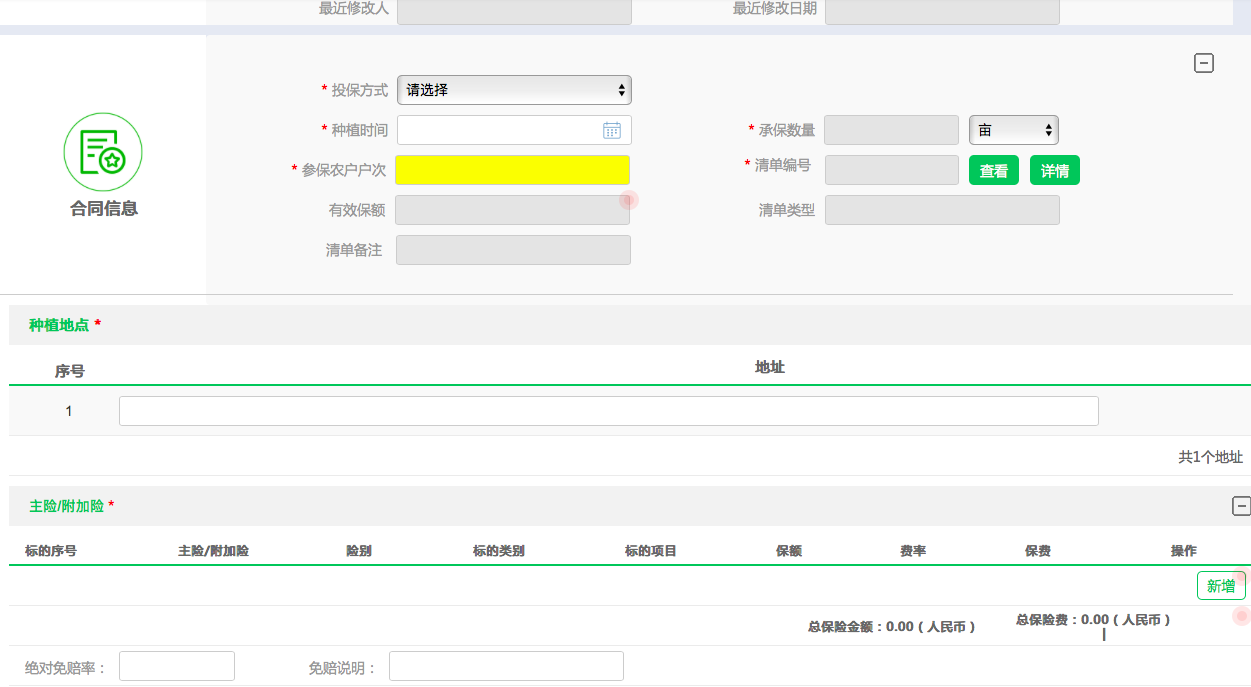 最近修改人 最近修改日期
* 投保方式 请选择
* 种植时间 * 承保数量 亩
* 参保农户户次 * 清单编号 查看 详情
有效保额 清单类型
合同信息
清单备注
种植地点 *
序号 地址
1
共1个地址
主险/附加险 *
标的序号 主险/附加险 险别 标的类别 标的项目 保额 费率 保费 操作
新增
总保险金额：0.00（人民币） 总保险费：0.00（人民币）
绝对免赔率： 免赔说明：